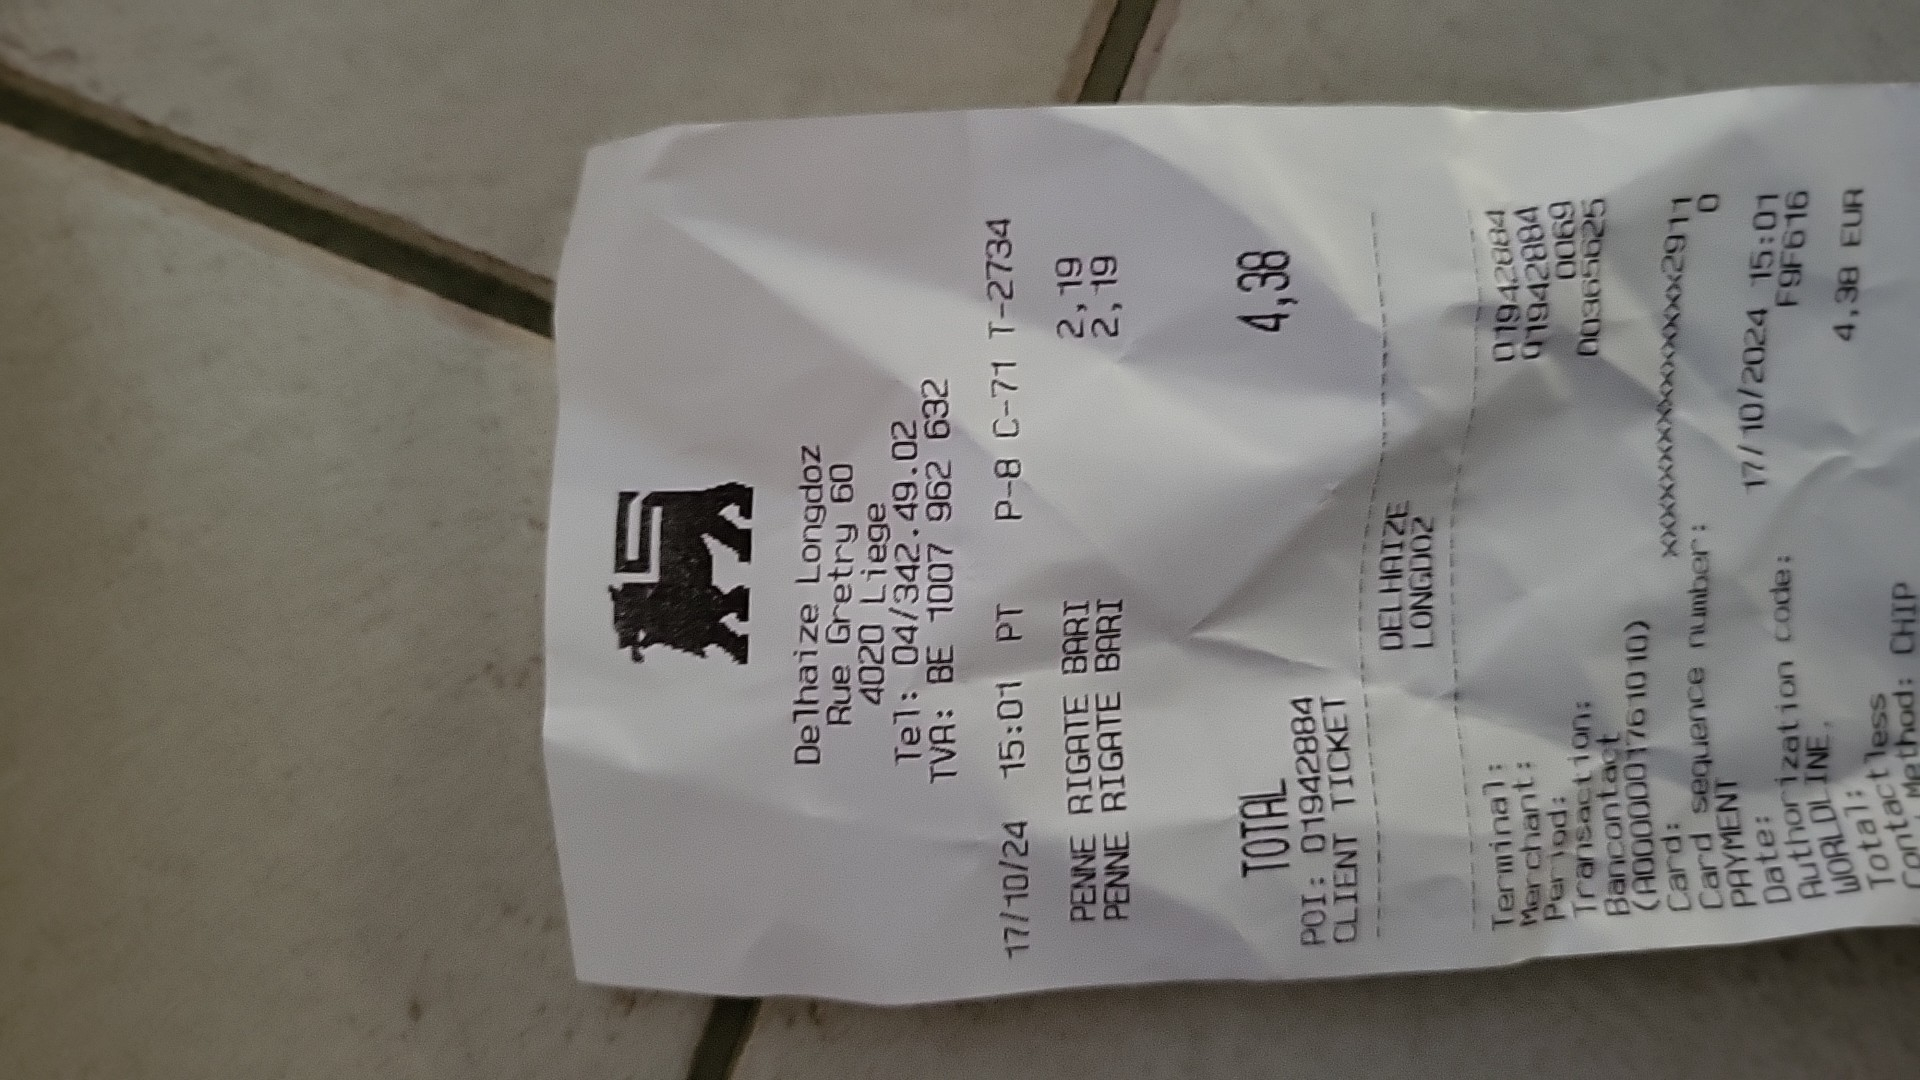 Delhaize Longdoz
Rue Gretry 60
4020 Liege
Tel: 04/342.49.02
TVA: BE 1007 962 632
17/10/24 15:01 PT P-8 C-71 T-2734
PENNE RIGATE BARI 2,19
PENNE RIGATE BARI 2,19
TOTAL 4,38
POI: 01942884
CLIENT TICKET
DELHAIZE
LONGDOZ
Terminal: 01942884
Merchant: 01942884
Period: 0069
Transaction: 00365625
Bancontact
(A0000001761010)
Card: xxxxxxxxxxxxxxx2911
Card sequence number: 0
PAYMENT
Date: 17/10/2024 15:01
Authorization code: F9F616
WORLDLINE.
Total: 4,38 EUR
Contactless
Method: CHIP